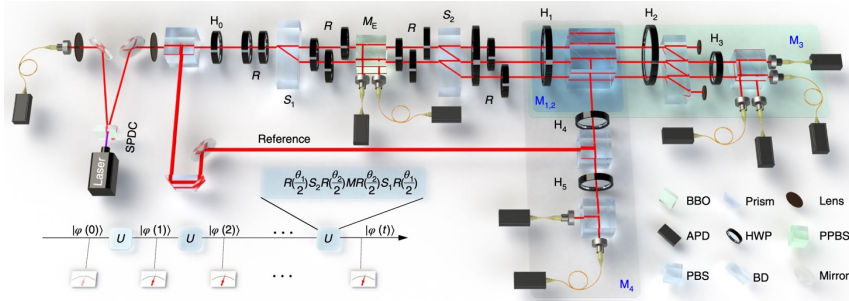 H0
R
R
ME
S2
H1
H2
H3
M3
S1
R
M1,2
SPDC
Laser
Reference
H4
H5
R(θ1/2)S2R(θ2/2)MR(θ2/2)S1R(θ1/2)
|φ (0)⟩
U
|φ (1)⟩
U
|φ (2)⟩
. . .
U
|φ (t)⟩
. . .
M4
BBO
Prism
Lens
APD
HWP
PPBS
PBS
BD
Mirror